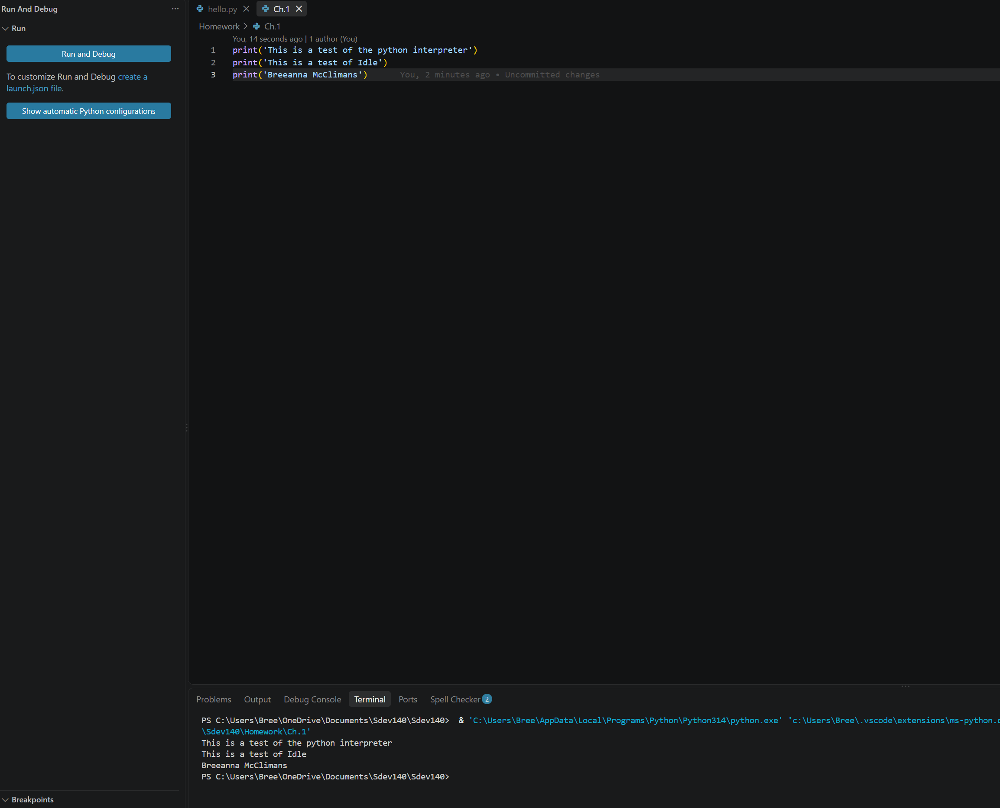 Run And Debug
Run
Run and Debug
To customize Run and Debug create a
launch.json file.
Show automatic Python configurations
Breakpoints
hello.py
Ch.1
Homework > Ch.1
You, 14 seconds ago | 1 author (You)
1 print('This is a test of the python interpreter')
2 print('This is a test of Idle')
3 print('Breeanna McClimans') You, 2 minutes ago • Uncommitted changes
Problems Output Debug Console Terminal Ports Spell Checker 2
PS C:\Users\Bree\OneDrive\Documents\Sdev140\Sdev140> & 'C:\Users\Bree\AppData\Local\Programs\Python\Python314\python.exe' 'c:\Users\Bree\.vscode\extensions\ms-python.
\Sdev140\Homework\Ch.1'
This is a test of the python interpreter
This is a test of Idle
Breeanna McClimans
PS C:\Users\Bree\OneDrive\Documents\Sdev140\Sdev140>